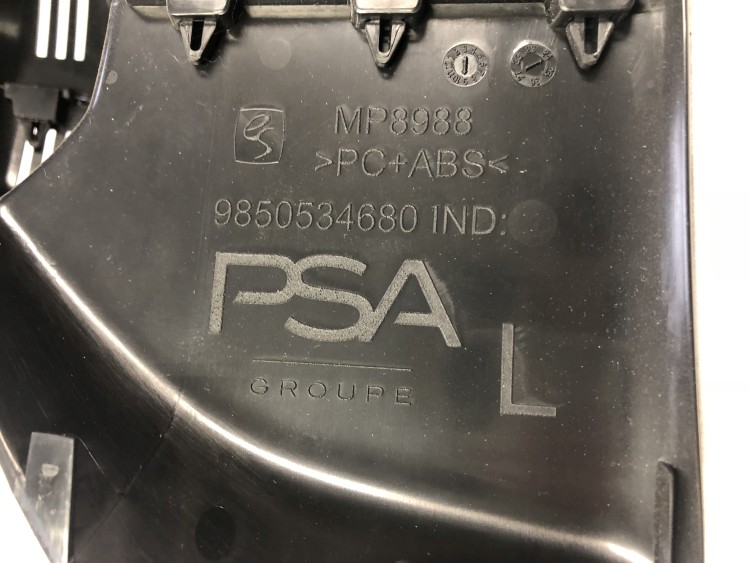 MP8988
>PC+ABS<
9850534680 IND:
PSA
GROUPE
L